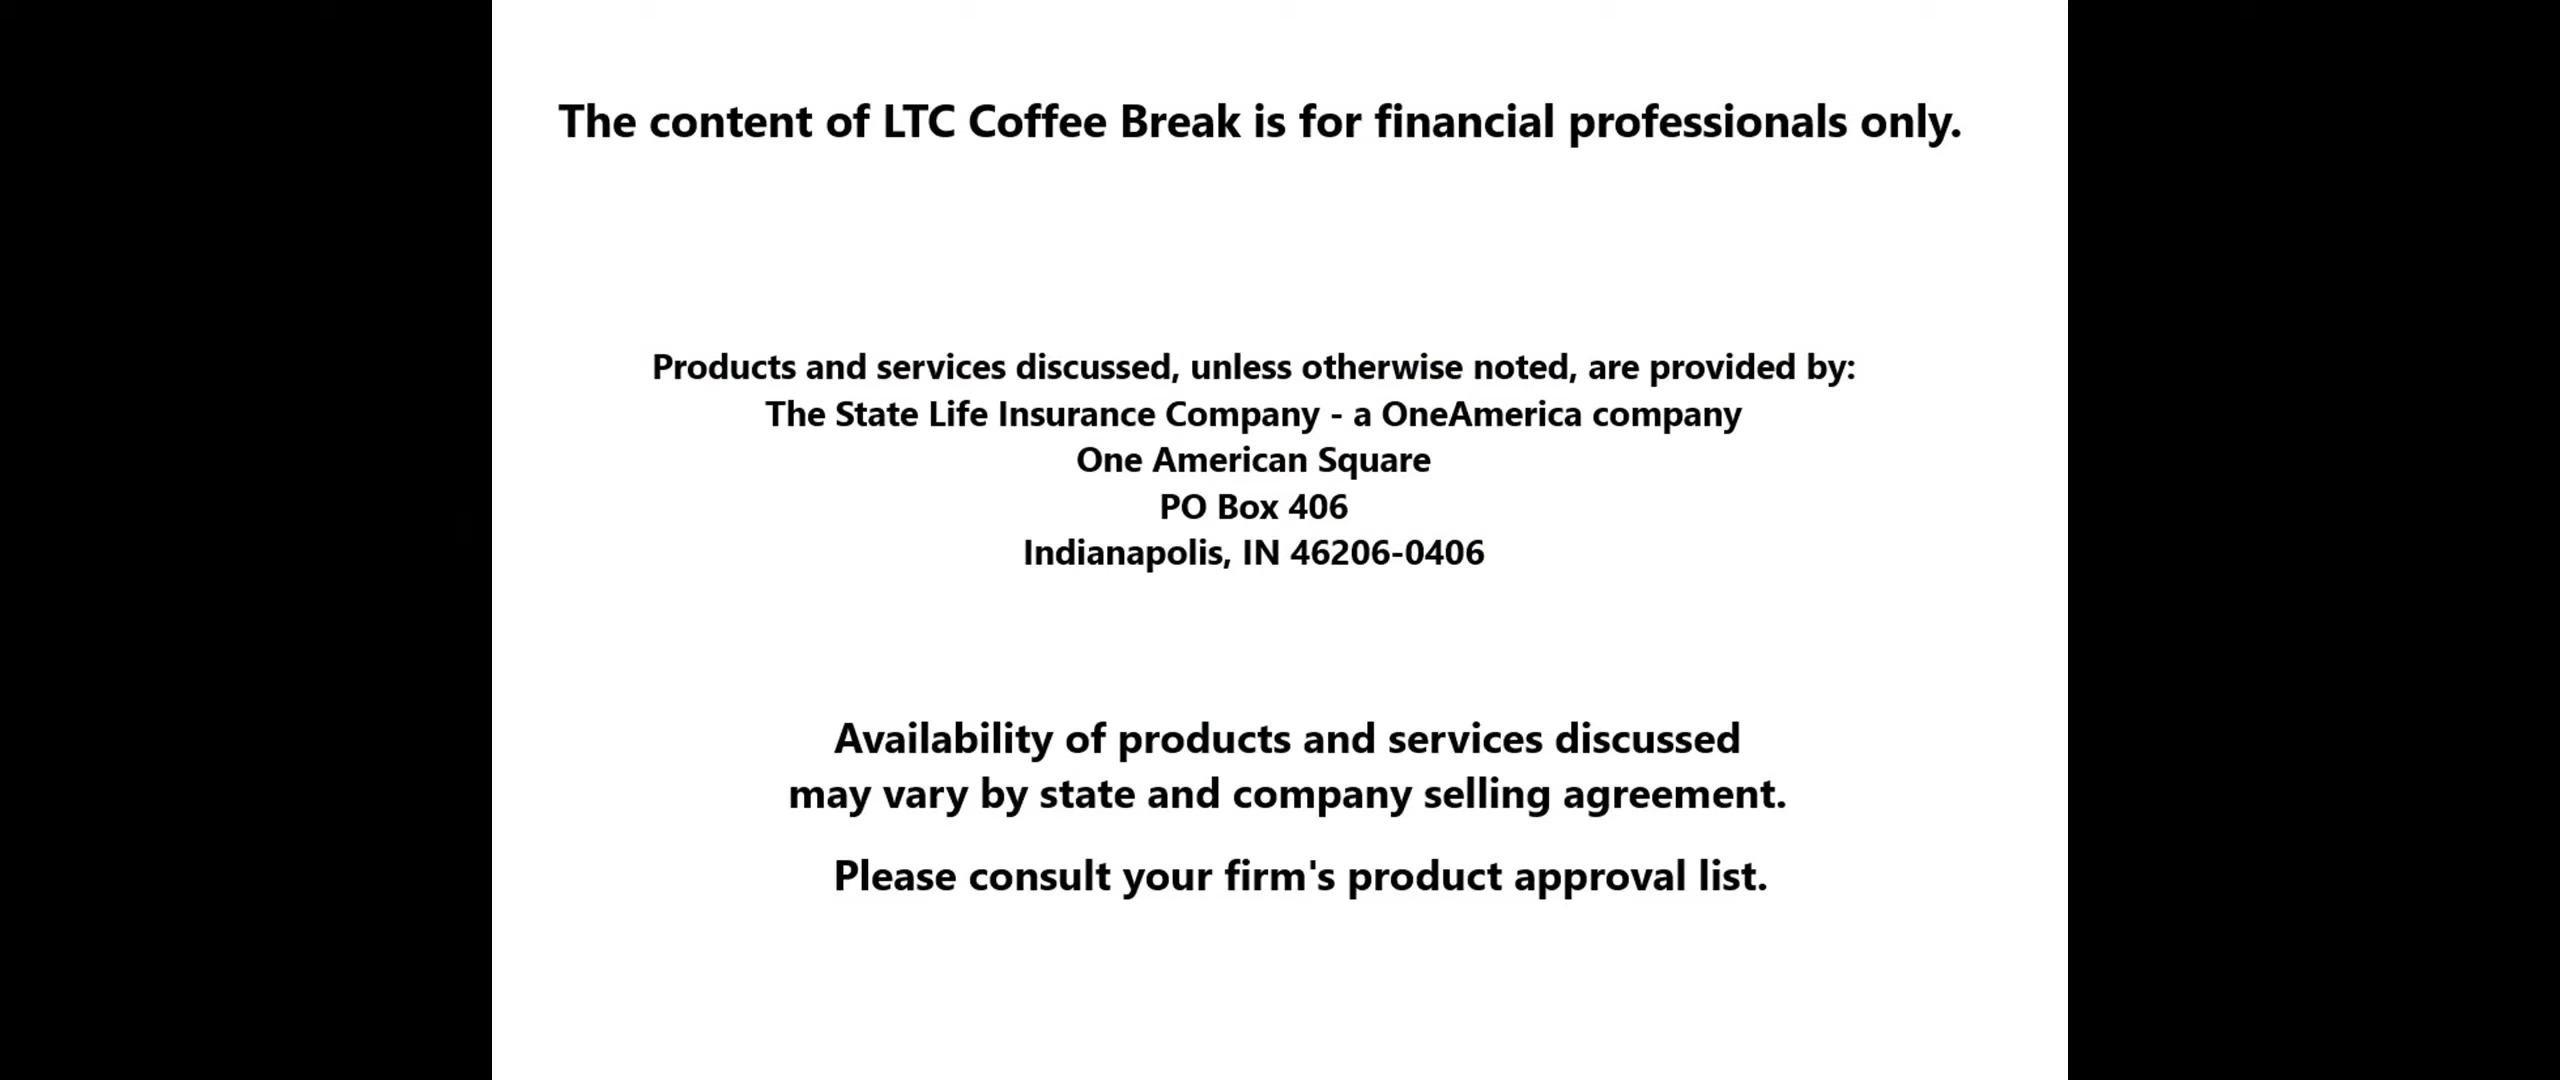 The content of LTC Coffee Break is for financial professionals only.
Products and services discussed, unless otherwise noted, are provided by:
The State Life Insurance Company - a OneAmerica company
One American Square
PO Box 406
Indianapolis, IN 46206-0406
Availability of products and services discussed
may vary by state and company selling agreement.
Please consult your firm's product approval list.